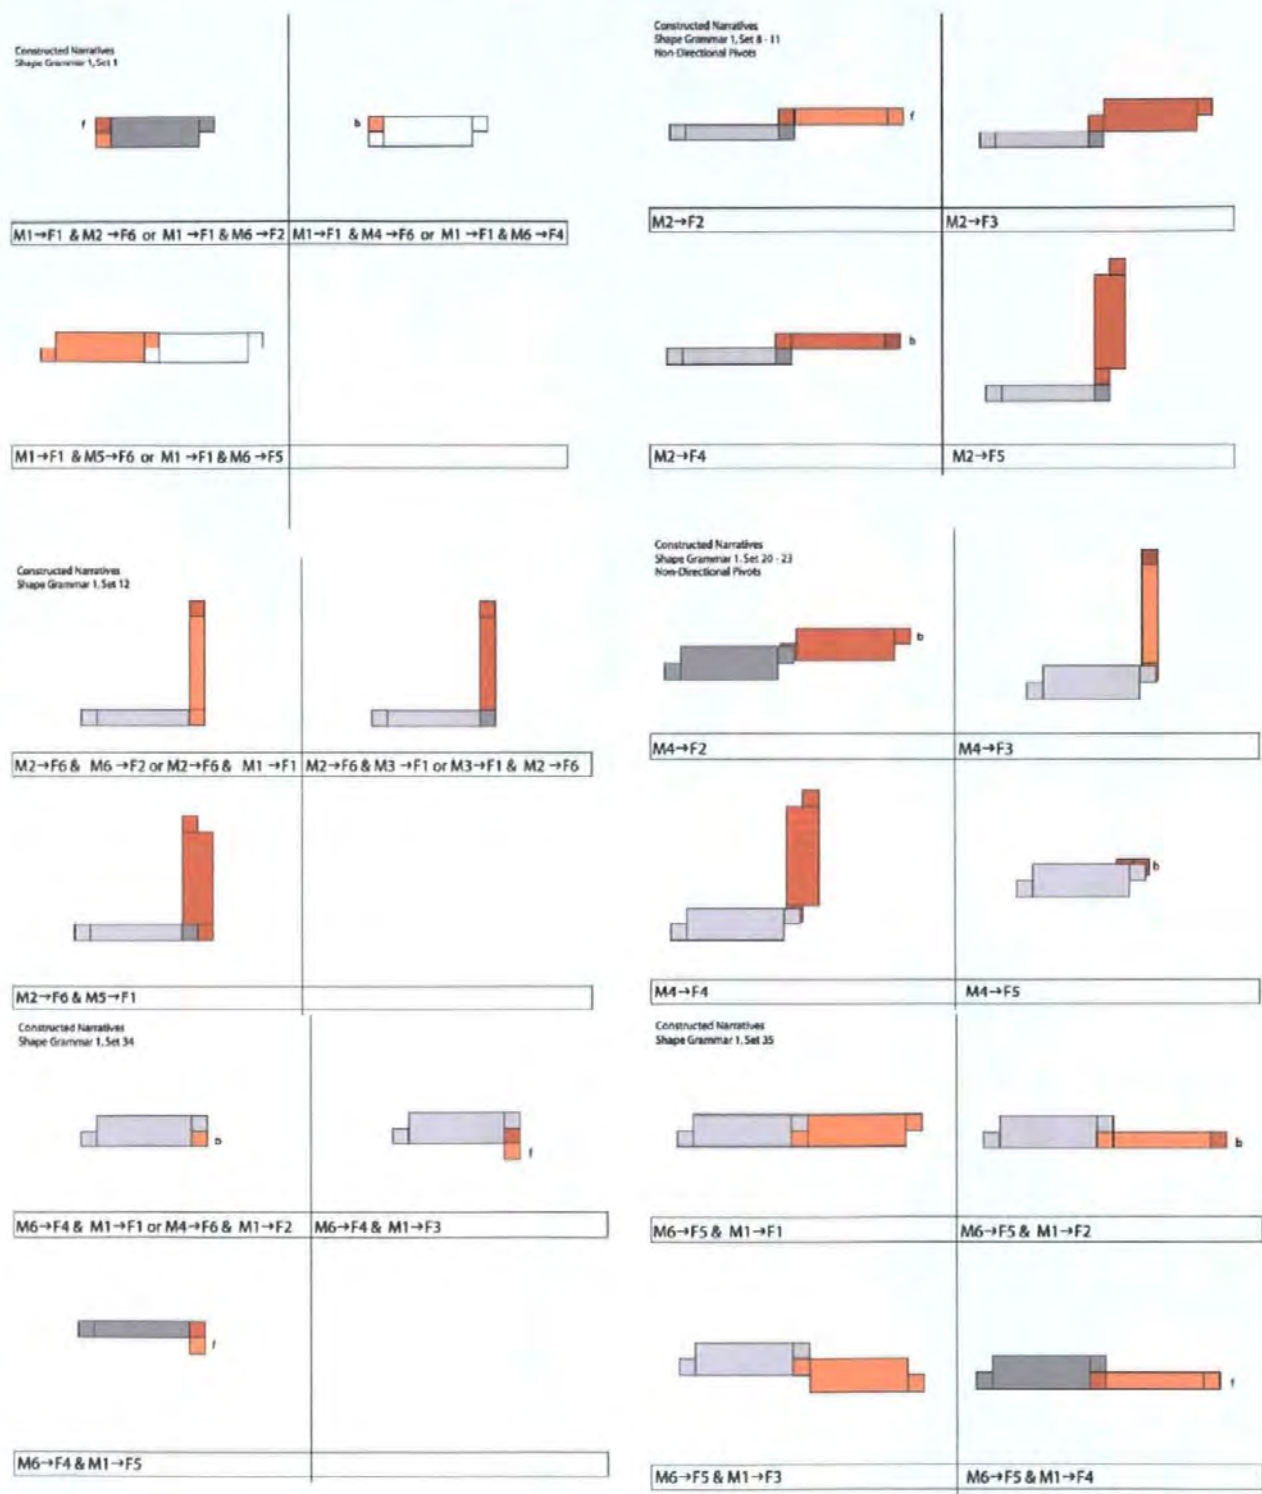 Constructed Narratives
Shape Grammar 1, Set 1
f
b
M1→F1 & M2→F6 or M1→F1 & M6→F2
M1→F1 & M4→F6 or M1→F1 & M6→F4
M1→F1 & M5→F6 or M1→F1 & M6→F5
Constructed Narratives
Shape Grammar 1, Set 8 - 11
Non-Directional Pivots
f
M2→F2
M2→F3
b
M2→F4
M2→F5
Constructed Narratives
Shape Grammar 1, Set 12
M2→F6 & M6→F2 or M2→F6 & M1→F1
M2→F6 & M3→F1 or M3→F1 & M2→F6
M2→F6 & M5→F1
Constructed Narratives
Shape Grammar 1. Set 20 - 23
Non-Directional Pivots
b
M4→F2
M4→F3
b
M4→F4
M4→F5
Constructed Narratives
Shape Grammar 1, Set 34
b
f
M6→F4 & M1→F1 or M4→F6 & M1→F2
M6→F4 & M1→F3
f
M6→F4 & M1→F5
Constructed Narratives
Shape Grammar 1, Set 35
b
M6→F5 & M1→F1
M6→F5 & M1→F2
f
M6→F5 & M1→F3
M6→F5 & M1→F4